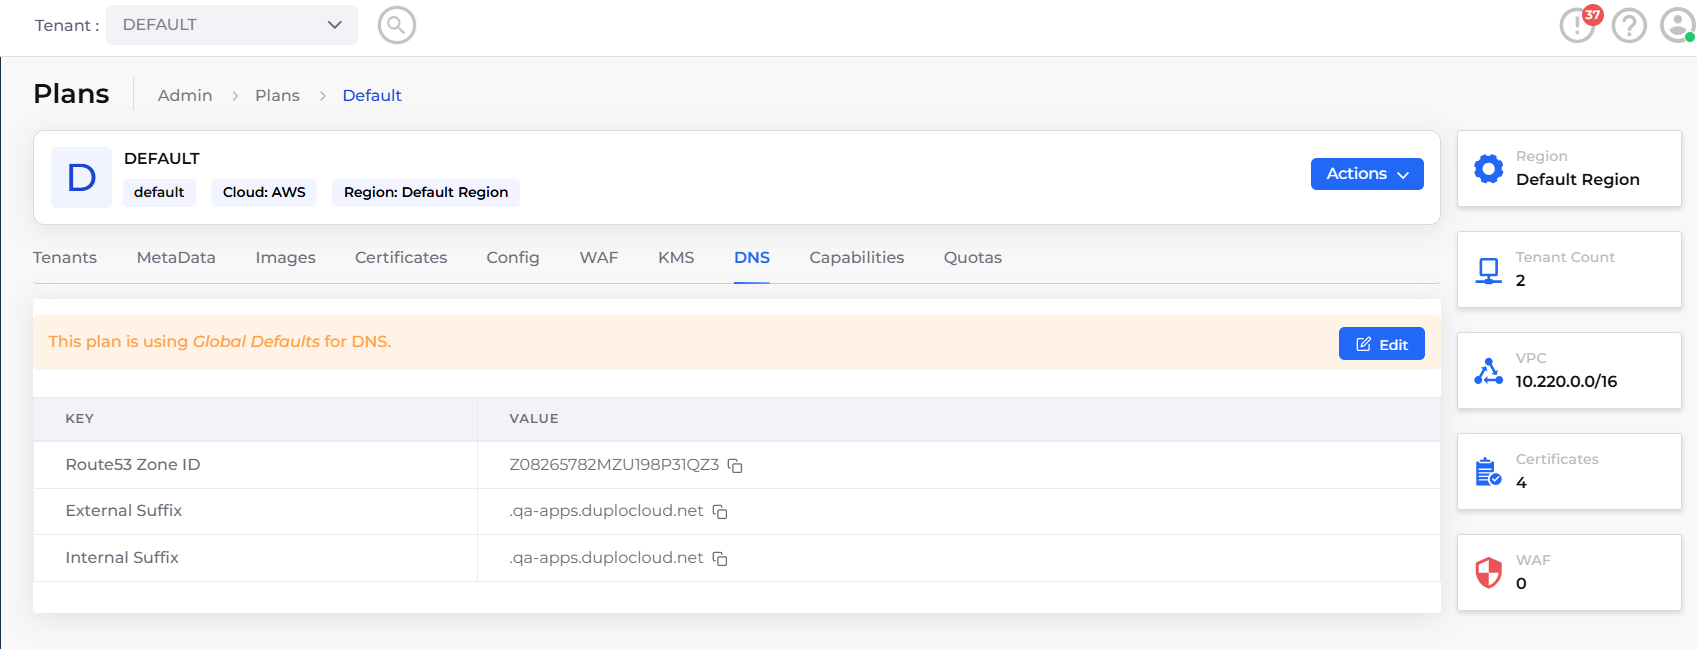 Tenant :
DEFAULT
37
Plans
Admin > Plans > Default
D
DEFAULT
default
Cloud: AWS
Region: Default Region
Actions
Tenants
MetaData
Images
Certificates
Config
WAF
KMS
DNS
Capabilities
Quotas
This plan is using Global Defaults for DNS.
Edit
KEY
VALUE
Route53 Zone ID
Z08265782MZU198P31QZ3
External Suffix
.qa-apps.duplocloud.net
Internal Suffix
.qa-apps.duplocloud.net
Region
Default Region
Tenant Count
2
VPC
10.220.0.0/16
Certificates
4
WAF
0